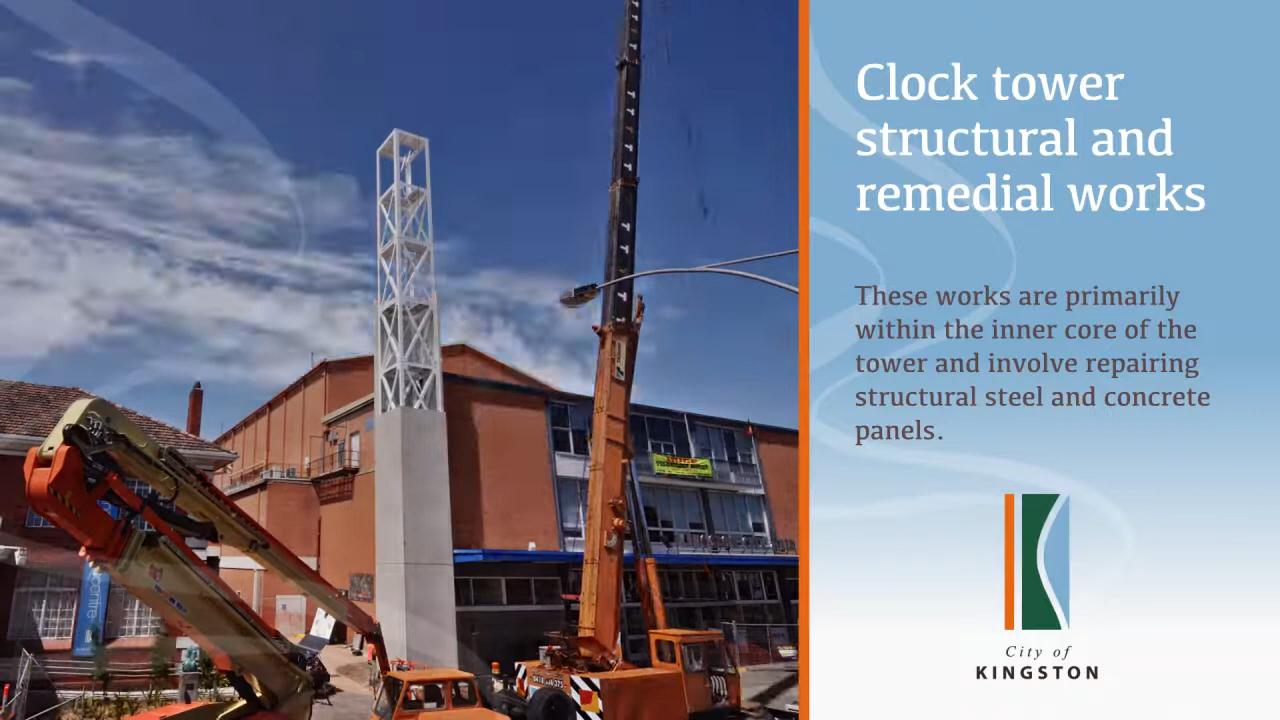 Clock tower
structural and
remedial works
These works are primarily
within the inner core of the
tower and involve repairing
structural steel and concrete
panels.
City of
KINGSTON